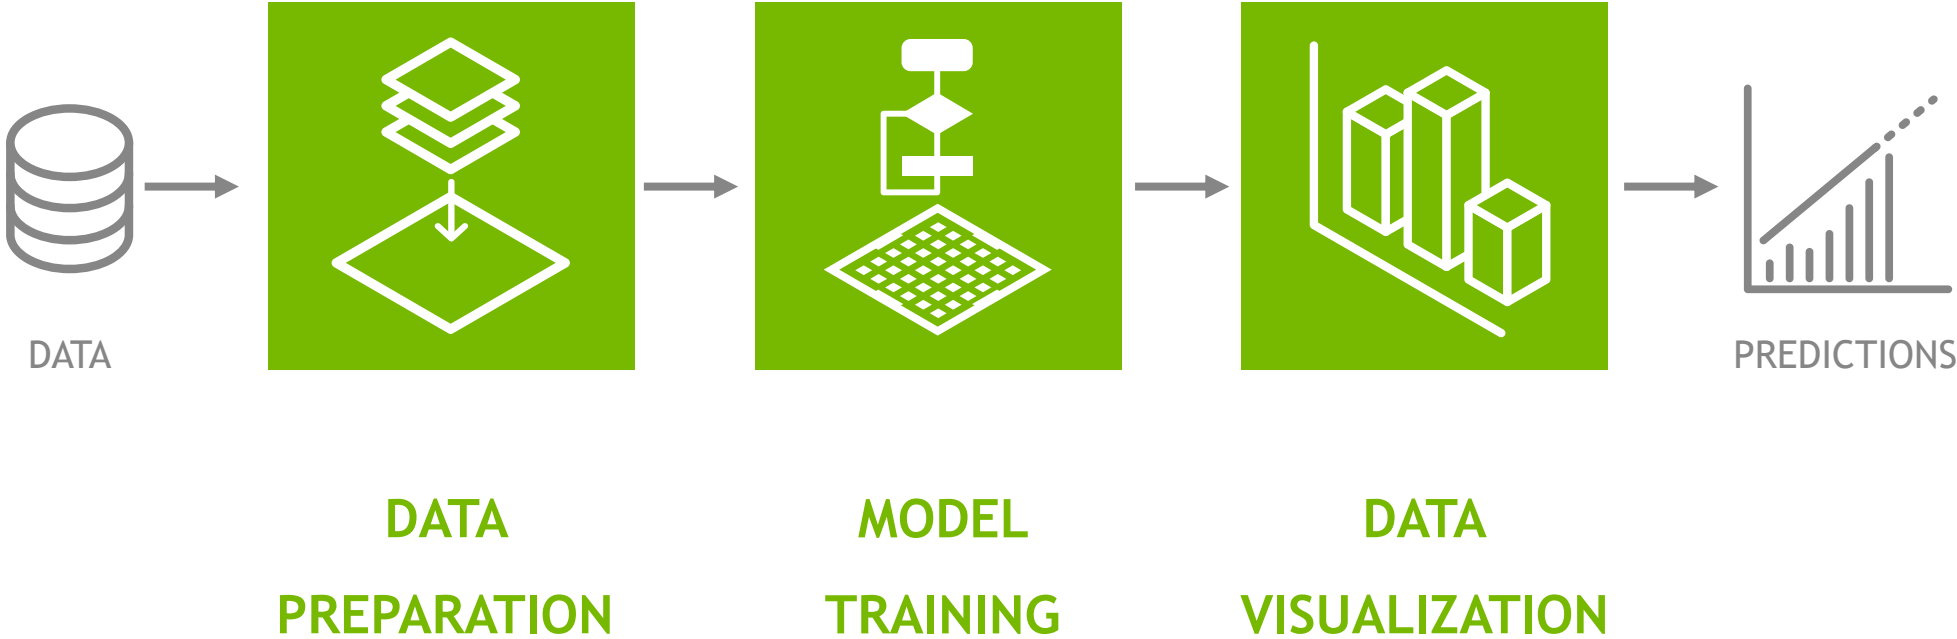 DATA
PREDICTIONS
DATA
PREPARATION
MODEL
TRAINING
DATA
VISUALIZATION